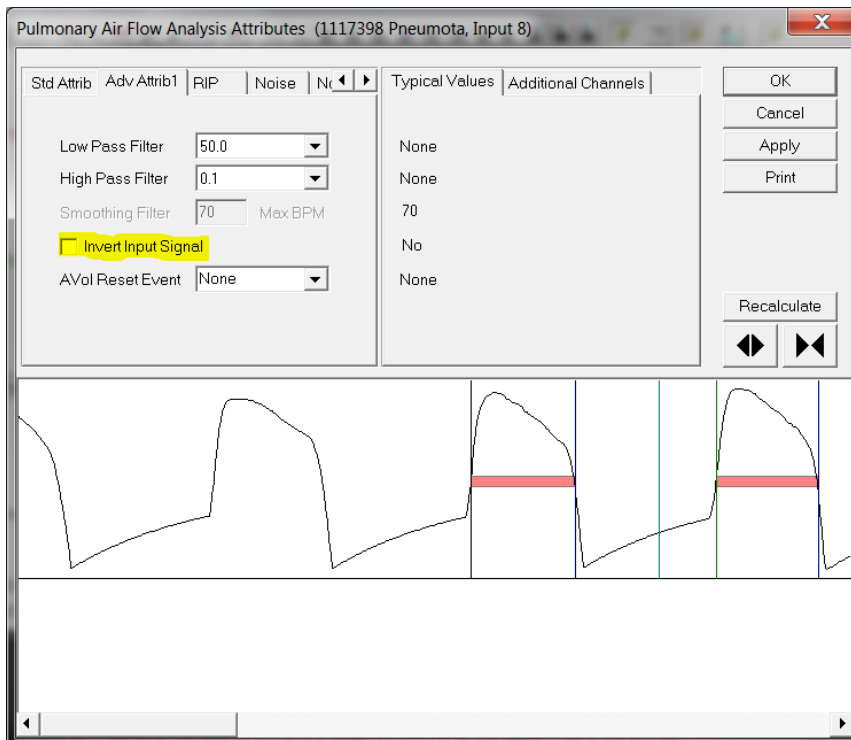 Pulmonary Air Flow Analysis Attributes (1117398 Pneumota, Input 8)
Std Attrib Adv Attrib1 RIP Noise
Typical Values Additional Channels
OK
Cancel
Apply
Print
Low Pass Filter 50.0 None
High Pass Filter 0.1 None
Smoothing Filter 70 Max BPM 70
Invert Input Signal No
AVol Reset Event None None
Recalculate